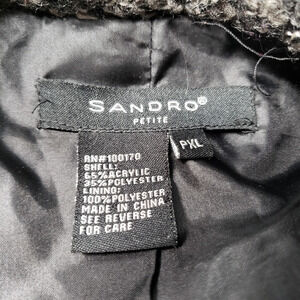 SANDRO®
PETITE
PXL
RN#100170
SHELL:
65%ACRYLIC
35%POLYESTER
LINING:
100%POLYESTER
MADE IN CHINA
SEE REVERSE
FOR CARE